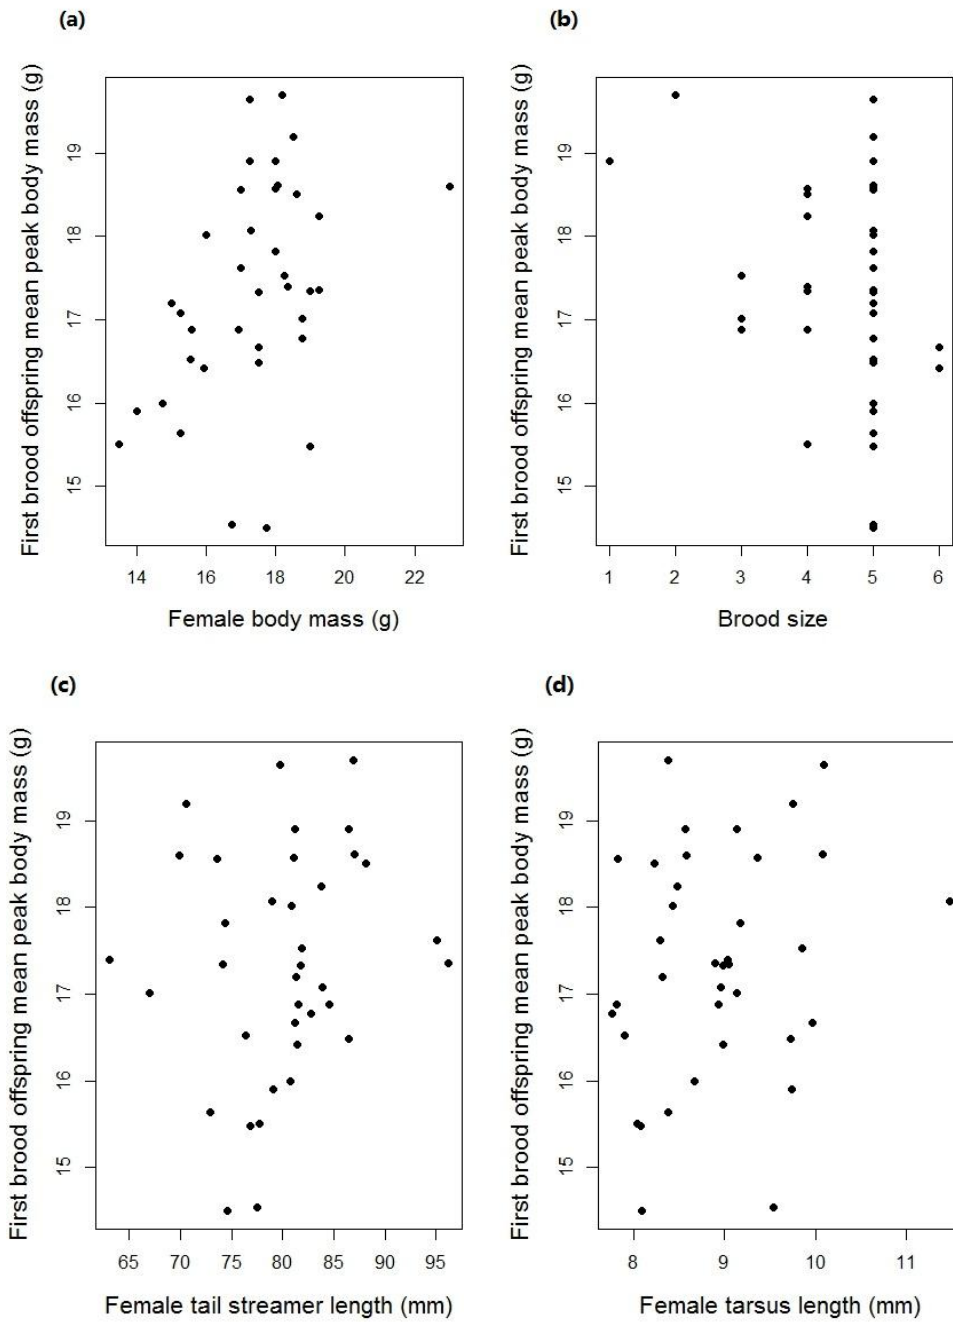 (a)
First brood offspring mean peak body mass (g)
19
18
17
16
15
14 16 18 20 22
Female body mass (g)
(b)
First brood offspring mean peak body mass (g)
19
18
17
16
15
1 2 3 4 5 6
Brood size
(c)
First brood offspring mean peak body mass (g)
19
18
17
16
15
65 70 75 80 85 90 95
Female tail streamer length (mm)
(d)
First brood offspring mean peak body mass (g)
19
18
17
16
15
8 9 10 11
Female tarsus length (mm)